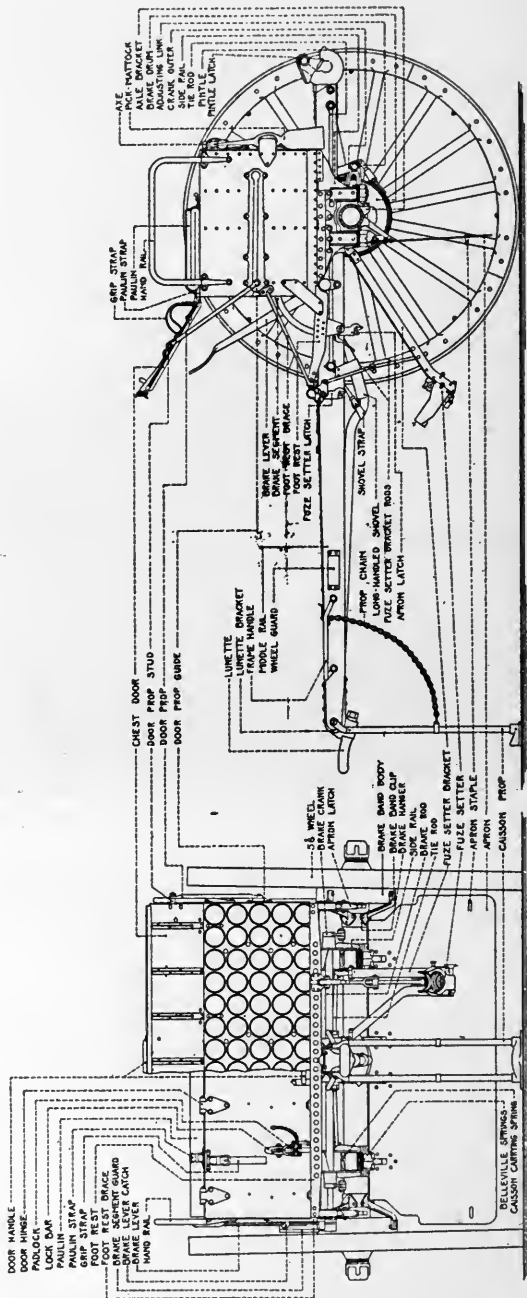 AXE
PICK-MATTOCK
AXLE BRACKET
BRAKE DRUM
ADJUSTING LINK
CRANK OUTER
SIDE RAIL
TIE ROD
PINTLE
PINTLE LATCH
GRIP STRAP
PAULIN STRAP
PAULIN
HAND RAIL
BRAKE LEVER
BRAKE SEGMENT
FOOT-REST BRACE
FOOT REST
FUZE SETTER LATCH
SHOVEL STRAP
PROP CHAIN
LONG-HANDLED SHOVEL
FUZE SETTER BRACKET RODS
APRON LATCH
LUNETTE
LUNETTE BRACKET
FRAME HANDLE
MIDDLE RAIL
WHEEL GUARD
CHEST DOOR
DOOR PROP STUD
DOOR PROP
DOOR PROP GUIDE
56 WHEEL
BRAKE CRANK
APRON LATCH
BRAKE BAND BODY
BRAKE BAND CLIP
BRAKE HANGER
SIDE RAIL
BRAKE ROD
TIE ROD
FUZE SETTER BRACKET
FUZE SETTER
APRON STAPLE
APRON
CAISSON PROP
BELLEVILLE SPRINGS
CAISSON CARRYING SPRING
DOOR HANDLE
DOOR HINGE
PADLOCK
LOCK BAR
PAULIN
PAULIN STRAP
GRIP STRAP
FOOT REST
FOOT REST BRACE
BRAKE SEGMENT GUARD
BRAKE LEVER CATCH
BRAKE LEVER
HAND RAIL